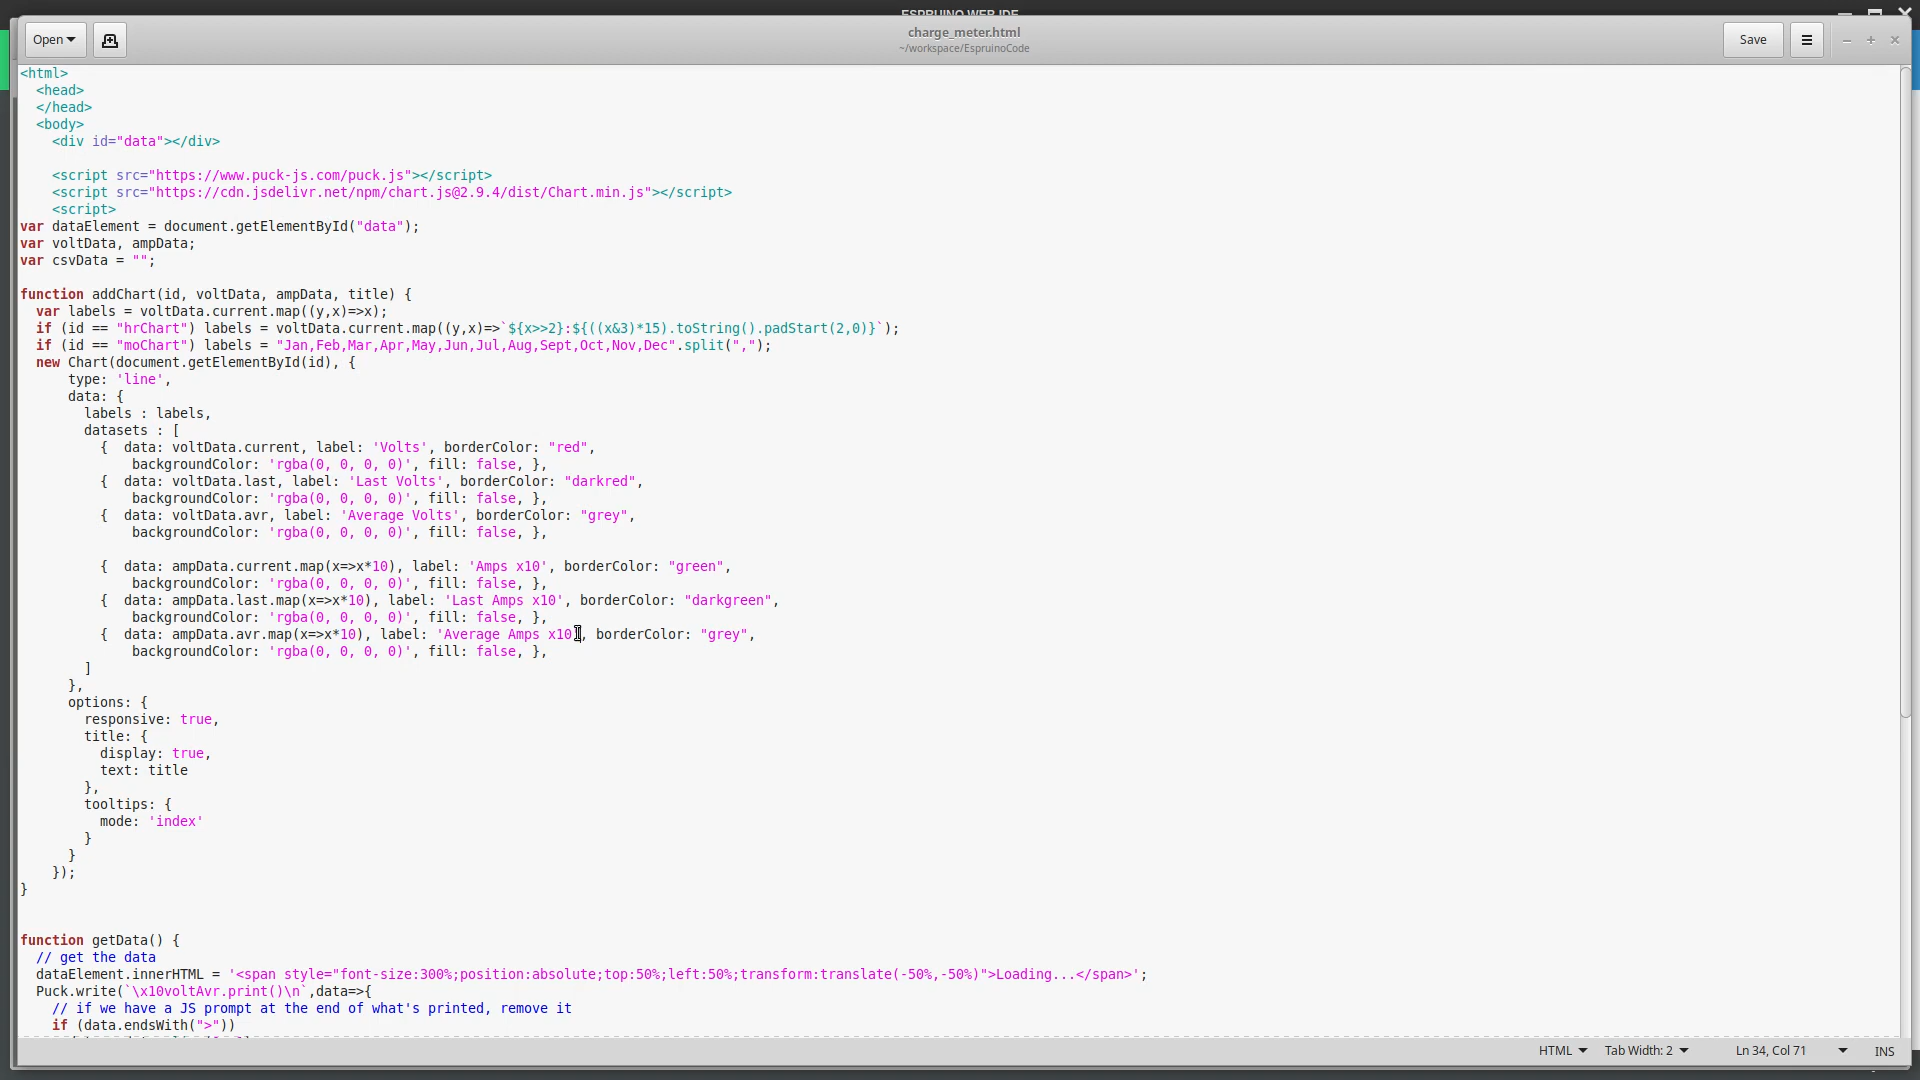 ESPRUINO WEB IDE
Open
charge_meter.html
~/workspace/EspruinoCode
Save
<html>
  <head>
  </head>
  <body>
    <div id="data"></div>

    <script src="https://www.puck-js.com/puck.js"></script>
    <script src="https://cdn.jsdelivr.net/npm/chart.js@2.9.4/dist/Chart.min.js"></script>
    <script>
var dataElement = document.getElementById("data");
var voltData, ampData;
var csvData = "";

function addChart(id, voltData, ampData, title) {
  var labels = voltData.current.map((y,x)=>x);
  if (id == "hrChart") labels = voltData.current.map((y,x)=>`${x>>2}:${((x&3)*15).toString().padStart(2,0)}`);
  if (id == "moChart") labels = "Jan,Feb,Mar,Apr,May,Jun,Jul,Aug,Sept,Oct,Nov,Dec".split(",");
  new Chart(document.getElementById(id), {
      type: 'line',
      data: {
        labels : labels,
        datasets : [
          {  data: voltData.current, label: 'Volts', borderColor: "red",
              backgroundColor: 'rgba(0, 0, 0, 0)', fill: false, },
          {  data: voltData.last, label: 'Last Volts', borderColor: "darkred",
              backgroundColor: 'rgba(0, 0, 0, 0)', fill: false, },
          {  data: voltData.avr, label: 'Average Volts', borderColor: "grey",
              backgroundColor: 'rgba(0, 0, 0, 0)', fill: false, },

          {  data: ampData.current.map(x=>x*10), label: 'Amps x10', borderColor: "green",
              backgroundColor: 'rgba(0, 0, 0, 0)', fill: false, },
          {  data: ampData.last.map(x=>x*10), label: 'Last Amps x10', borderColor: "darkgreen",
              backgroundColor: 'rgba(0, 0, 0, 0)', fill: false, },
          {  data: ampData.avr.map(x=>x*10), label: 'Average Amps x10', borderColor: "grey",
              backgroundColor: 'rgba(0, 0, 0, 0)', fill: false, },
        ]
      },
      options: {
        responsive: true,
        title: {
          display: true,
          text: title
        },
        tooltips: {
          mode: 'index'
        }
      }
    });
}

function getData() {
  // get the data
  dataElement.innerHTML = '<span style="font-size:300%;position:absolute;top:50%;left:50%;transform:translate(-50%,-50%)">Loading...</span>';
  Puck.write(`\x10voltAvr.print()\n`,data=>{
    // if we have a JS prompt at the end of what's printed, remove it
    if (data.endsWith(">"))
HTML
Tab Width: 2
Ln 34, Col 71
INS